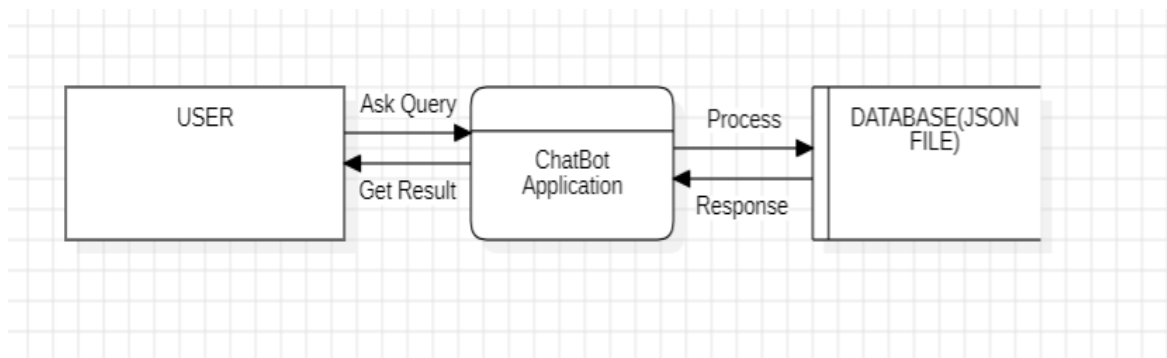 USER
Ask Query
Get Result
ChatBot
Application
Process
Response
DATABASE(JSON
FILE)